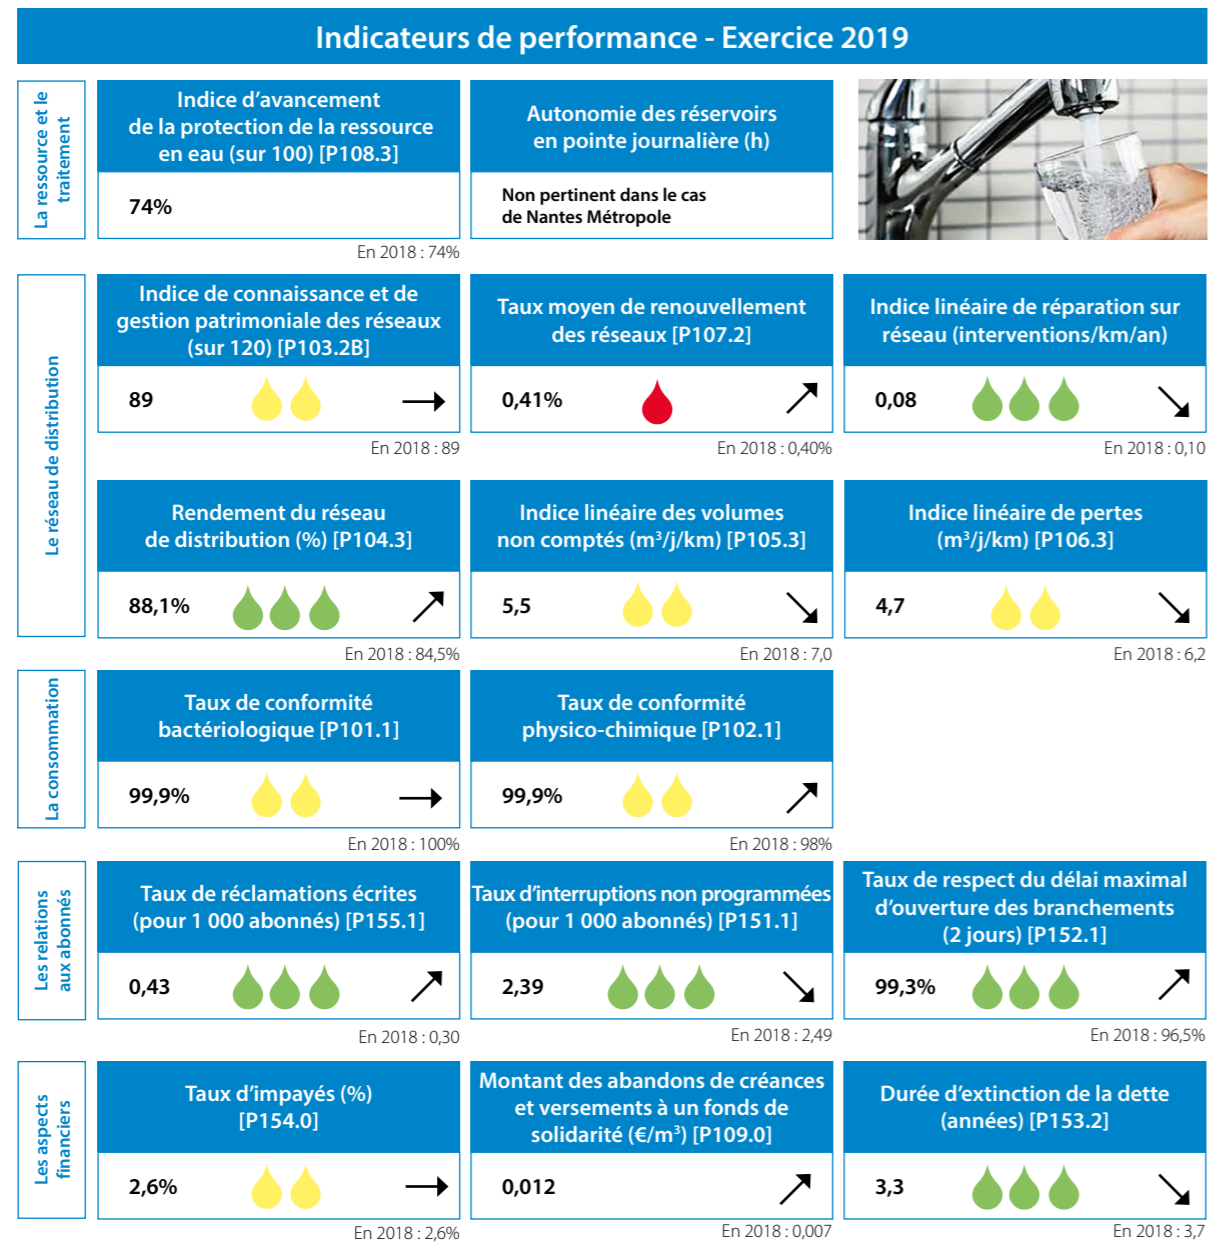 Indicateurs de performance - Exercice 2019
La ressource et le
traitement
Indice d’avancement
de la protection de la ressource
en eau (sur 100) [P108.3]
74%
En 2018 : 74%
Autonomie des réservoirs
en pointe journalière (h)
Non pertinent dans le cas
de Nantes Métropole
Le réseau de distribution
Indice de connaissance et de
gestion patrimoniale des réseaux
(sur 120) [P103.2B]
89
En 2018 : 89
Taux moyen de renouvellement
des réseaux [P107.2]
0,41%
En 2018 : 0,40%
Indice linéaire de réparation sur
réseau (interventions/km/an)
0,08
En 2018 : 0,10
Rendement du réseau
de distribution (%) [P104.3]
88,1%
En 2018 : 84,5%
Indice linéaire des volumes
non comptés (m³/j/km) [P105.3]
5,5
En 2018 : 7,0
Indice linéaire de pertes
(m³/j/km) [P106.3]
4,7
En 2018 : 6,2
La consommation
Taux de conformité
bactériologique [P101.1]
99,9%
En 2018 : 100%
Taux de conformité
physico-chimique [P102.1]
99,9%
En 2018 : 98%
Les relations
aux abonnés
Taux de réclamations écrites
(pour 1 000 abonnés) [P155.1]
0,43
En 2018 : 0,30
Taux d’interruptions non programmées
(pour 1 000 abonnés) [P151.1]
2,39
En 2018 : 2,49
Taux de respect du délai maximal
d’ouverture des branchements
(2 jours) [P152.1]
99,3%
En 2018 : 96,5%
Les aspects
financiers
Taux d’impayés (%)
[P154.0]
2,6%
En 2018 : 2,6%
Montant des abandons de créances
et versements à un fonds de
solidarité (€/m³) [P109.0]
0,012
En 2018 : 0,007
Durée d’extinction de la dette
(années) [P153.2]
3,3
En 2018 : 3,7